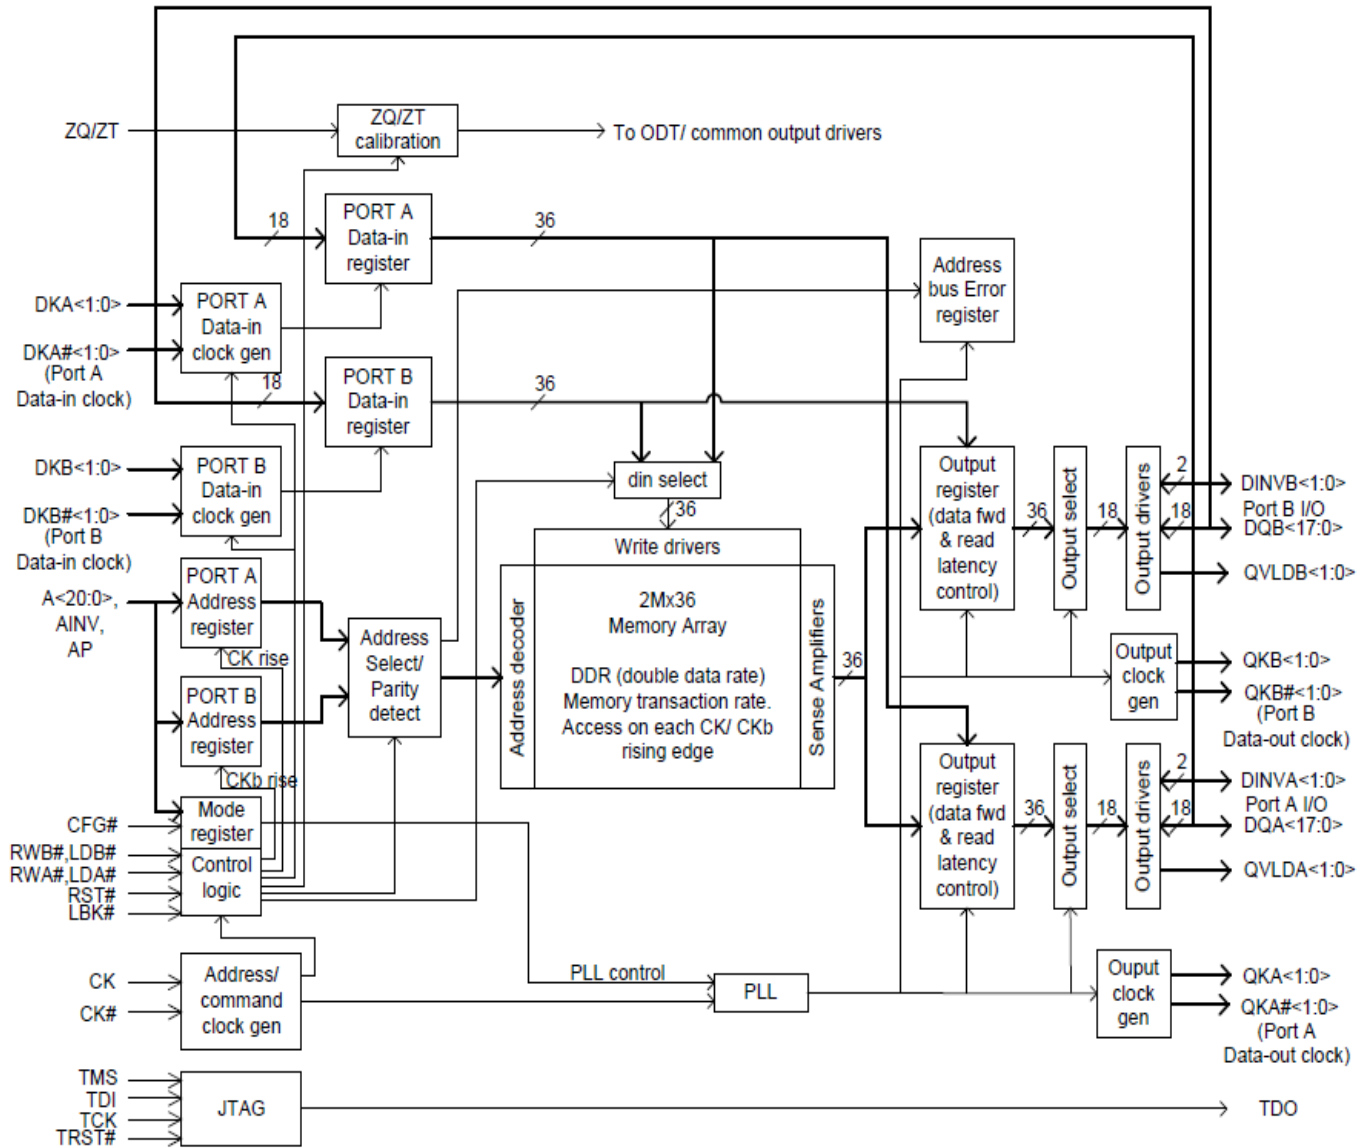 ZQ/ZT
ZQ/ZT
calibration
To ODT/ common output drivers
18
PORT A
Data-in
register
36
Address
bus Error
register
DKA<1:0>
DKA#<1:0>
(Port A
Data-in clock)
PORT A
Data-in
clock gen
18
PORT B
Data-in
register
36
DKB<1:0>
DKB#<1:0>
(Port B
Data-in clock)
PORT B
Data-in
clock gen
din select
36
Output
register
(data fwd
& read
latency
control)
36
Output select
18
Output drivers
2
18
DINVB<1:0>
Port B I/O
DQB<17:0>
QVLDB<1:0>
A<20:0>,
AINV,
AP
PORT A
Address
register
CK rise
PORT B
Address
register
CKb rise
Address
Select/
Parity
detect
Address decoder
Write drivers
2Mx36
Memory Array
DDR (double data rate)
Memory transaction rate.
Access on each CK/ CKb
rising edge
Sense Amplifiers
36
Output
clock
gen
QKB<1:0>
QKB#<1:0>
(Port B
Data-out clock)
Output
register
(data fwd
& read
latency
control)
36
Output select
18
Output drivers
2
18
DINVA<1:0>
Port A I/O
DQA<17:0>
QVLDA<1:0>
CFG#
RWB#,LDB#
RWA#,LDA#
RST#
LBK#
Mode
register
Control
logic
CK
CK#
Address/
command
clock gen
PLL control
PLL
Ouput
clock
gen
QKA<1:0>
QKA#<1:0>
(Port A
Data-out clock)
TMS
TDI
TCK
TRST#
JTAG
TDO